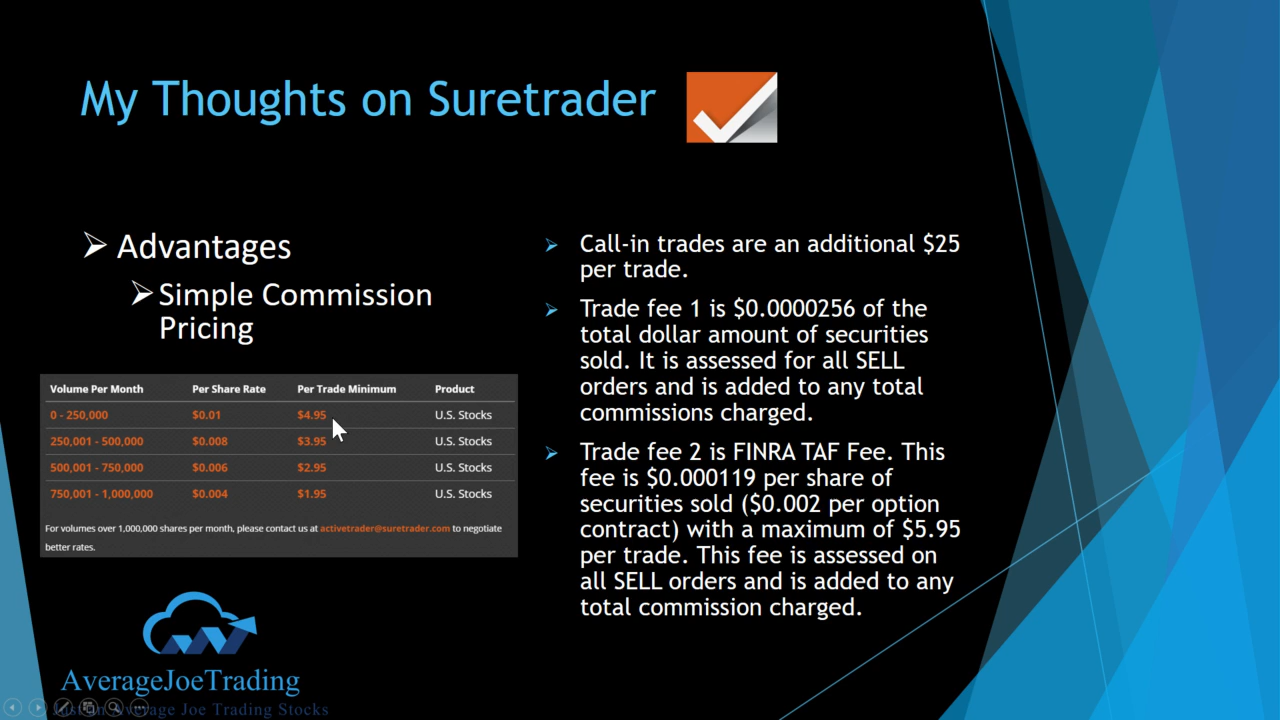 My Thoughts on Suretrader
Advantages
Simple Commission
Pricing
Volume Per Month Per Share Rate Per Trade Minimum Product
0 - 250,000 $0.01 $4.95 U.S. Stocks
250,001 - 500,000 $0.008 $3.95 U.S. Stocks
500,001 - 750,000 $0.006 $2.95 U.S. Stocks
750,001 - 1,000,000 $0.004 $1.95 U.S. Stocks
For volumes over 1,000,000 shares per month, please contact us at activetrader@suretrader.com to negotiate
better rates.
Call-in trades are an additional $25
per trade.
Trade fee 1 is $0.0000256 of the
total dollar amount of securities
sold. It is assessed for all SELL
orders and is added to any total
commissions charged.
Trade fee 2 is FINRA TAF Fee. This
fee is $0.000119 per share of
securities sold ($0.002 per option
contract) with a maximum of $5.95
per trade. This fee is assessed on
all SELL orders and is added to any
total commission charged.
AverageJoeTrading
Just an Average Joe Trading Stocks